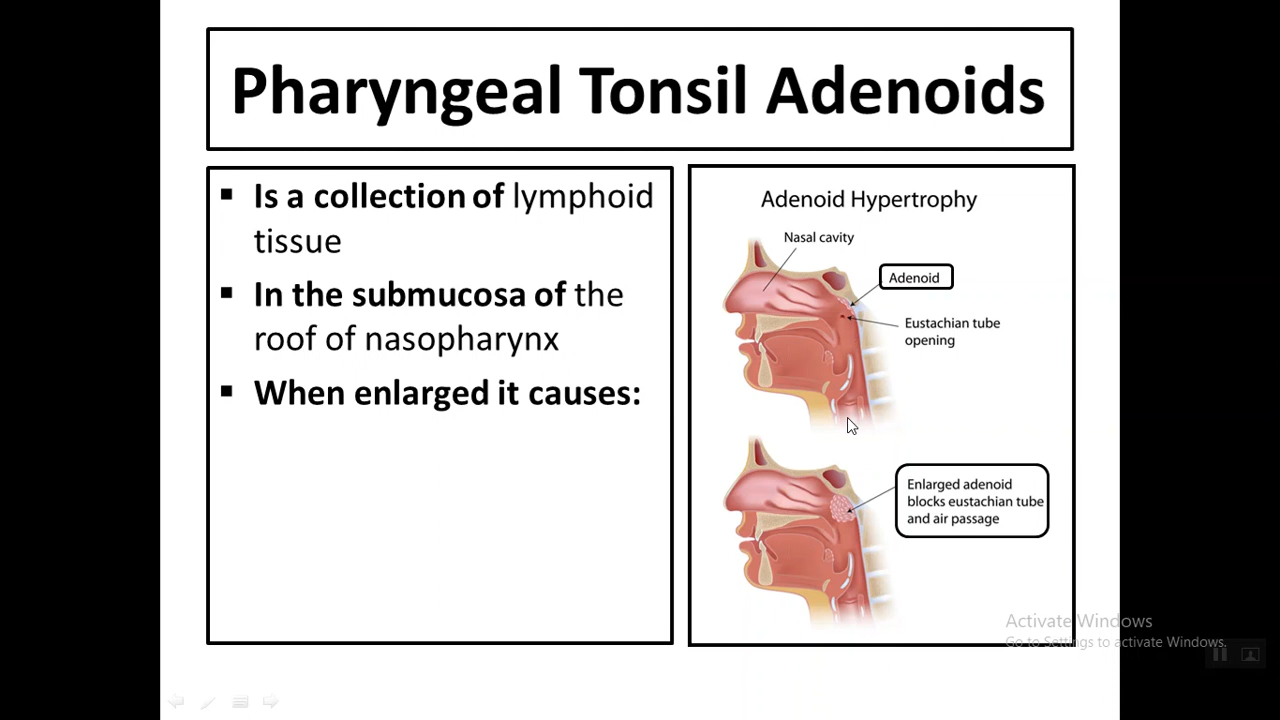 Pharyngeal Tonsil Adenoids
▪ Is a collection of lymphoid
tissue
▪ In the submucosa of the
roof of nasopharynx
▪ When enlarged it causes:
Adenoid Hypertrophy
Nasal cavity
Adenoid
Eustachian tube
opening
Enlarged adenoid
blocks eustachian tube
and air passage
Activate Windows
Go to Settings to activate Windows.